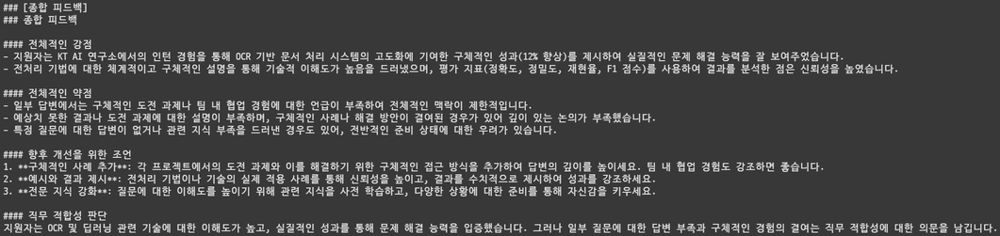 ### [종합 피드백]
### 종합 피드백
#### 전체적인 강점
- 지원자는 KT AI 연구소에서의 인턴 경험을 통해 OCR 기반 문서 처리 시스템의 고도화에 기여한 구체적인 성과(12% 향상)를 제시하여 실질적인 문제 해결 능력을 잘 보여주었습니다.
- 전처리 기법에 대한 체계적이고 구체적인 설명을 통해 기술적 이해도가 높음을 드러냈으며, 평가 지표(정확도, 정밀도, 재현율, F1 점수)를 사용하여 결과를 분석한 점은 신뢰성을 높였습니다.
#### 전체적인 약점
- 일부 답변에서는 구체적인 도전 과제나 팀 내 협업 경험에 대한 언급이 부족하여 전체적인 맥락이 제한적입니다.
- 예상치 못한 결과나 도전 과제에 대한 설명이 부족하며, 구체적인 사례나 해결 방안이 결여된 경우가 있어 깊이 있는 논의가 부족했습니다.
- 특정 질문에 대한 답변이 없거나 관련 지식 부족을 드러낸 경우도 있어, 전반적인 준비 상태에 대한 우려가 있습니다.
#### 향후 개선을 위한 조언
1. **구체적인 사례 추가**: 각 프로젝트에서의 도전 과제와 이를 해결하기 위한 구체적인 접근 방식을 추가하여 답변의 깊이를 높이세요. 팀 내 협업 경험도 강조하면 좋습니다.
2. **예시와 결과 제시**: 전처리 기법이나 기술의 실제 적용 사례를 통해 신뢰성을 높이고, 결과를 수치적으로 제시하여 성과를 강조하세요.
3. **전문 지식 강화**: 질문에 대한 이해도를 높이기 위해 관련 지식을 사전 학습하고, 다양한 상황에 대한 준비를 통해 자신감을 키우세요.
#### 직무 적합성 판단
지원자는 OCR 및 딥러닝 관련 기술에 대한 이해도가 높고, 실질적인 성과를 통해 문제 해결 능력을 입증했습니다. 그러나 일부 질문에 대한 답변 부족과 구체적인 경험의 결여는 직무 적합성에 대한 의문을 남깁니다.